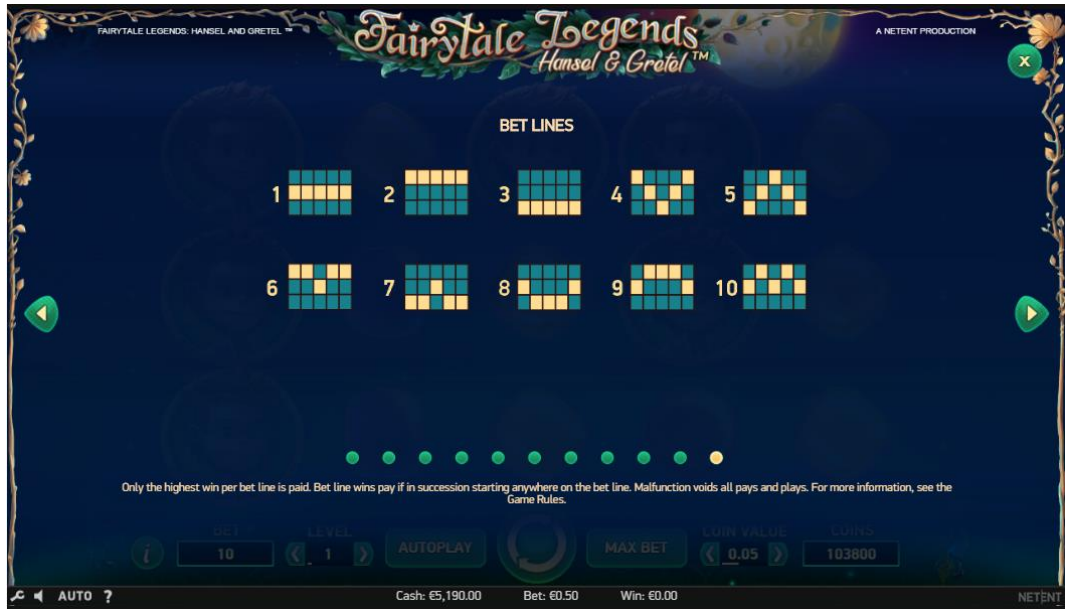 FAIRYTALE LEGENDS: HANSEL AND GRETEL ™
Fairytale Legends
Hansel & Gretel™
A NETENT PRODUCTION
X
BET LINES
1 2 3 4 5
6 7 8 9 10
Only the highest win per bet line is paid. Bet line wins pay if in succession starting anywhere on the bet line. Malfunction voids all pays and plays. For more information, see the
Game Rules.
BET LEVEL COIN VALUE COINS
i 10 1 AUTOPLAY MAX BET 0.05 103800
AUTO ? Cash: €5,190.00 Bet: €0.50 Win: €0.00 NETENT